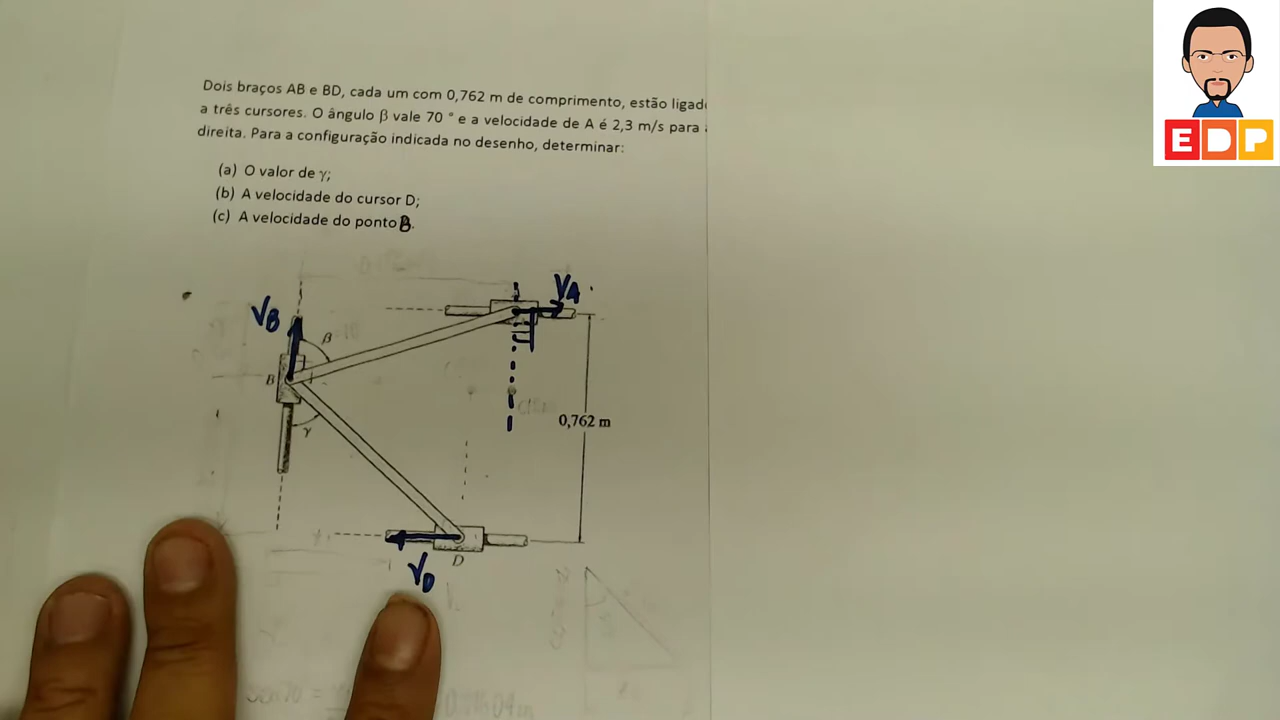 Dois braços AB e BD, cada um com 0,762 m de comprimento, estão ligad
a três cursores. O ângulo β vale 70 ° e a velocidade de A é 2,3 m/s para
direita. Para a configuração indicada no desenho, determinar:
(a) O valor de γ;
(b) A velocidade do cursor D;
(c) A velocidade do ponto B.
VA
VB
β
B
γ
0,762 m
D
VD
EDP